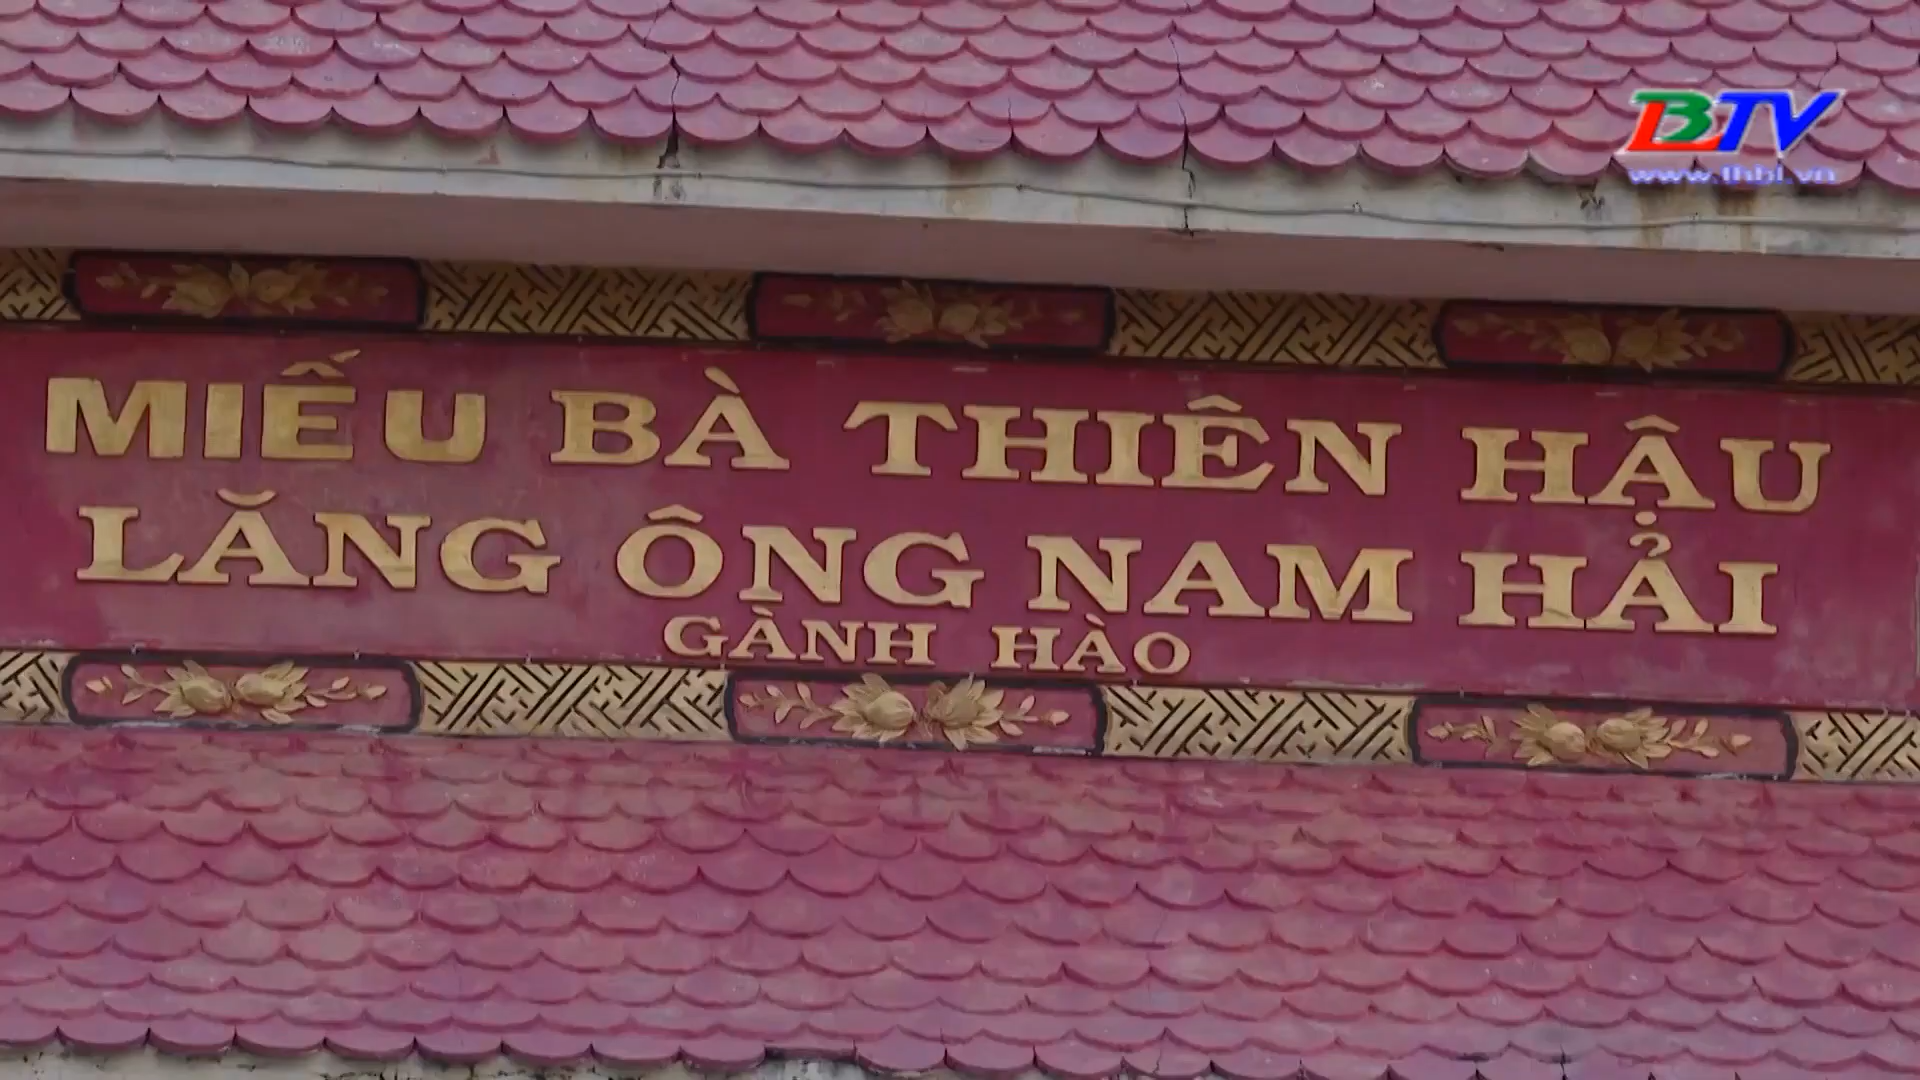 BTV
www.thbl.vn
MIẾU BÀ THIÊN HẬU
LĂNG ÔNG NAM HẢI
GÀNH HÀO